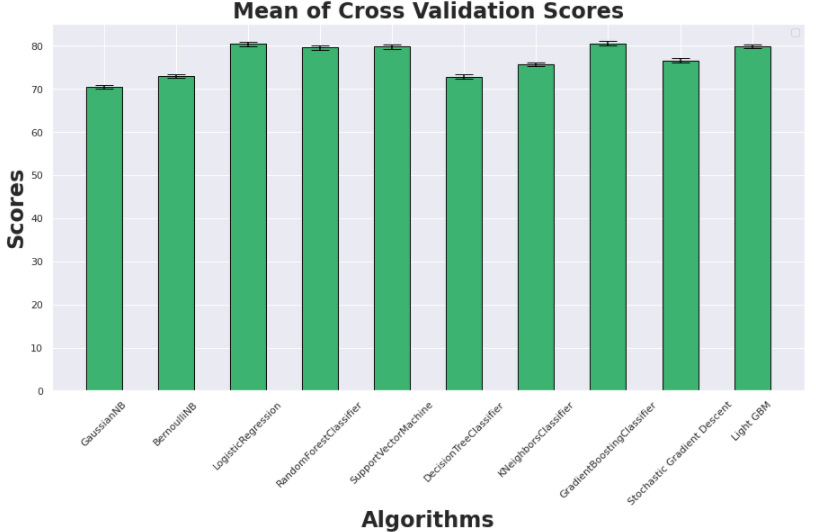 Mean of Cross Validation Scores
80
70
60
50
40
30
20
10
0
Scores
GaussianNB
BernoulliNB
LogisticRegression
RandomForestClassifier
SupportVectorMachine
DecisionTreeClassifier
KNeighborsClassifier
GradientBoostingClassifier
Stochastic Gradient Descent
Light GBM
Algorithms